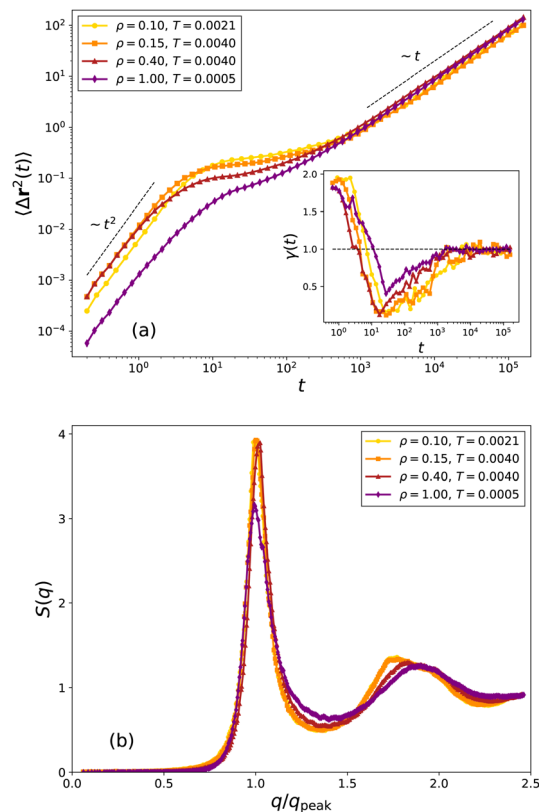 10²
10¹
10⁰
10⁻¹
10⁻²
10⁻³
10⁻⁴
⟨Δr²(t)⟩
ρ = 0.10, T = 0.0021
ρ = 0.15, T = 0.0040
ρ = 0.40, T = 0.0040
ρ = 1.00, T = 0.0005
~ t
~ t²
(a)
2.0
1.5
1.0
0.5
γ(t)
10⁰ 10¹ 10² 10³ 10⁴ 10⁵
t
10⁰ 10¹ 10² 10³ 10⁴ 10⁵
t
4
3
2
1
0
S(q)
ρ = 0.10, T = 0.0021
ρ = 0.15, T = 0.0040
ρ = 0.40, T = 0.0040
ρ = 1.00, T = 0.0005
(b)
0.0 0.5 1.0 1.5 2.0 2.5
q/q_peak